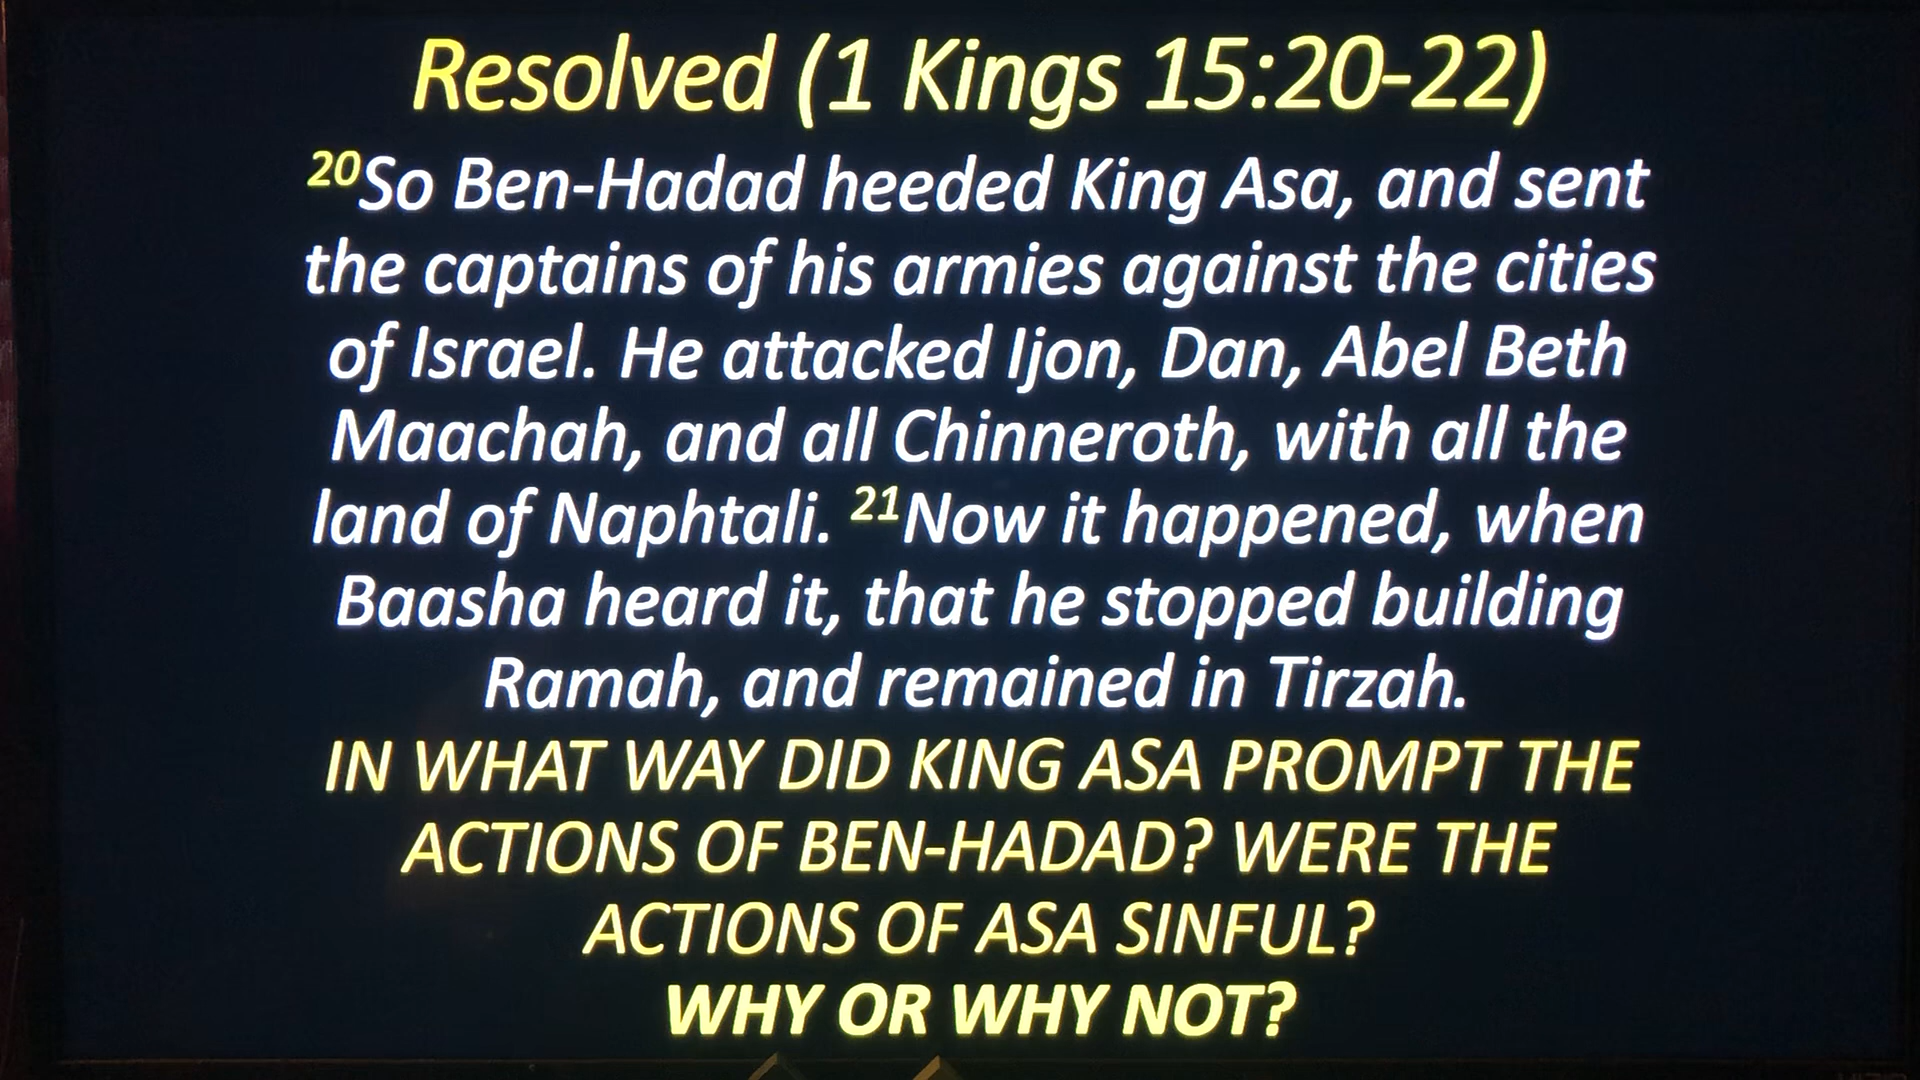 Resolved (1 Kings 15:20-22)
20So Ben-Hadad heeded King Asa, and sent
the captains of his armies against the cities
of Israel. He attacked Ijon, Dan, Abel Beth
Maachah, and all Chinneroth, with all the
land of Naphtali. 21Now it happened, when
Baasha heard it, that he stopped building
Ramah, and remained in Tirzah.
IN WHAT WAY DID KING ASA PROMPT THE
ACTIONS OF BEN-HADAD? WERE THE
ACTIONS OF ASA SINFUL?
WHY OR WHY NOT?